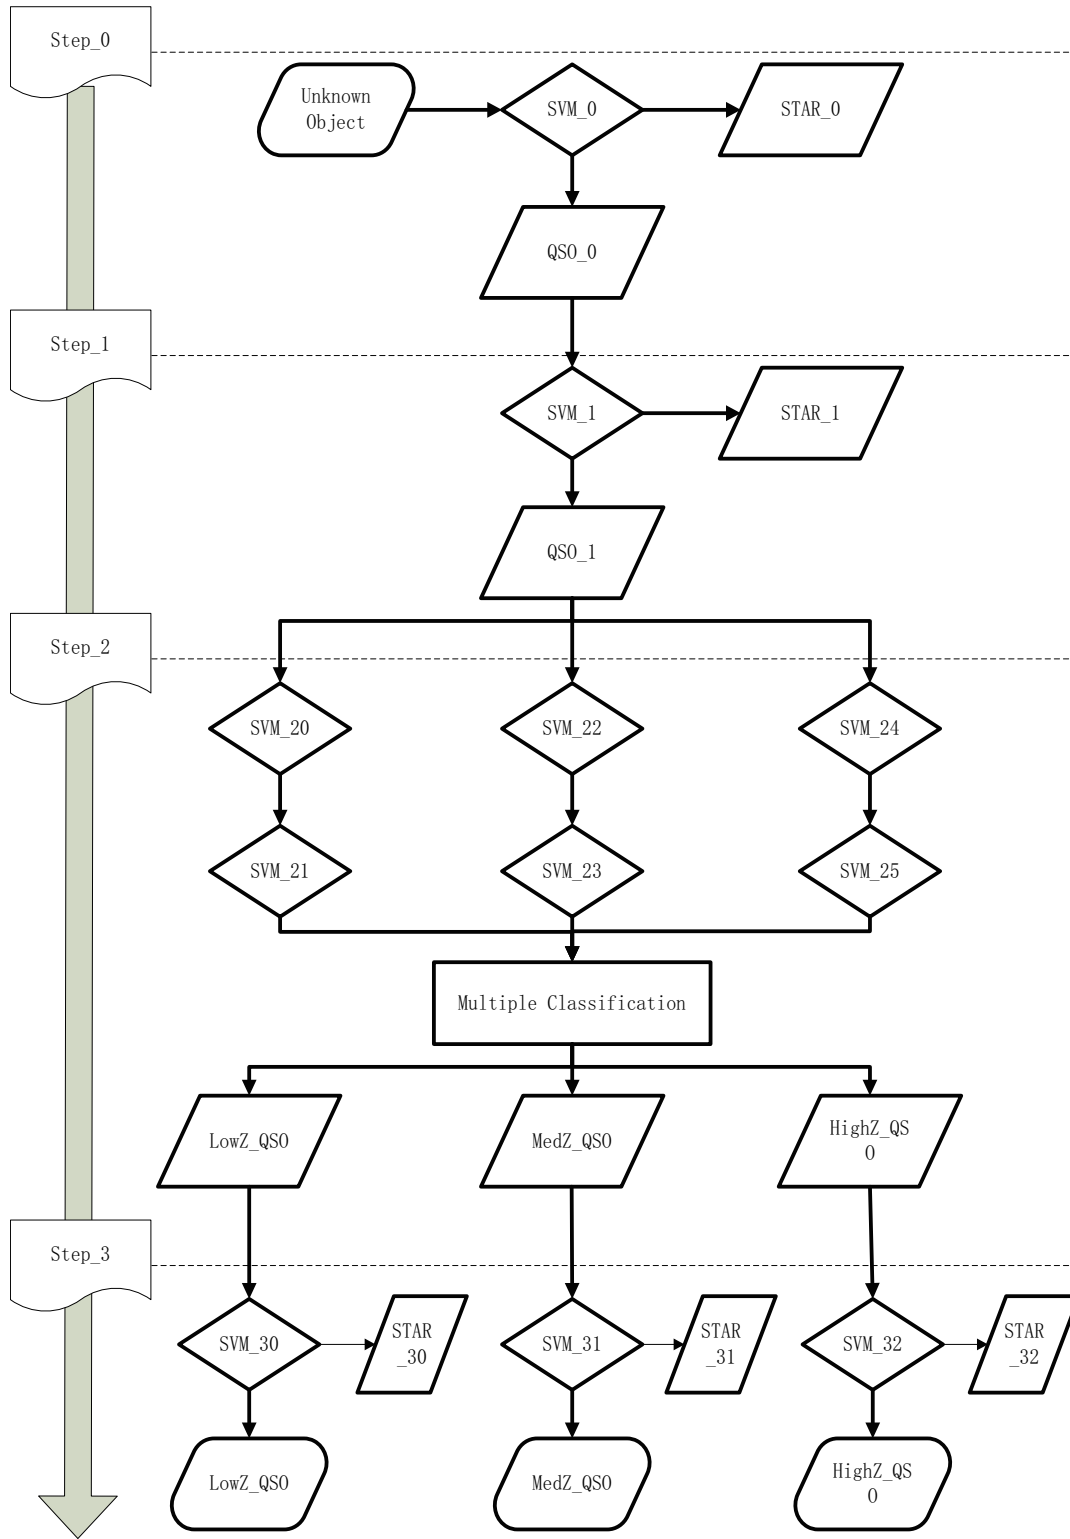 Step_0
Unknown
Object
SVM_0
STAR_0
QSO_0
Step_1
SVM_1
STAR_1
QSO_1
Step_2
SVM_20
SVM_22
SVM_24
SVM_21
SVM_23
SVM_25
Multiple Classification
LowZ_QSO
MedZ_QSO
HighZ_QS
O
Step_3
SVM_30
STAR
_30
SVM_31
STAR
_31
SVM_32
STAR
_32
LowZ_QSO
MedZ_QSO
HighZ_QS
O